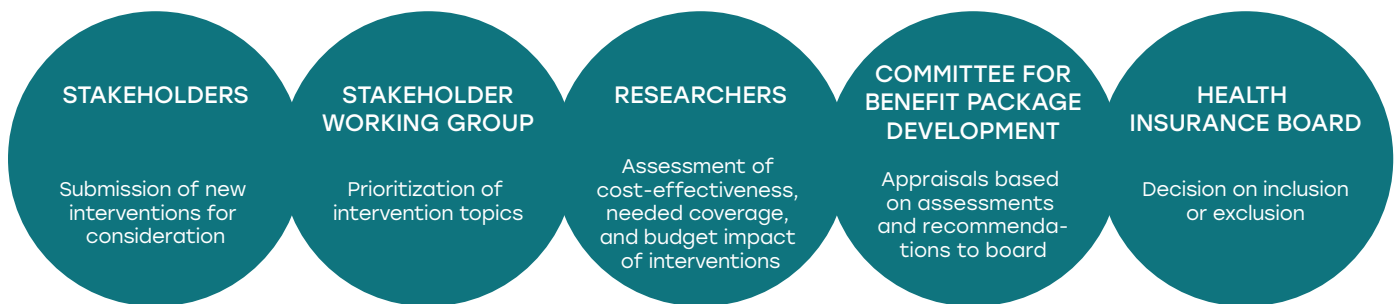 STAKEHOLDERS
Submission of new
interventions for
consideration
STAKEHOLDER
WORKING GROUP
Prioritization of
intervention topics
RESEARCHERS
Assessment of
cost-effectiveness,
needed coverage,
and budget impact
of interventions
COMMITTEE FOR
BENEFIT PACKAGE
DEVELOPMENT
Appraisals based
on assessments
and recommenda-
tions to board
HEALTH
INSURANCE BOARD
Decision on inclusion
or exclusion